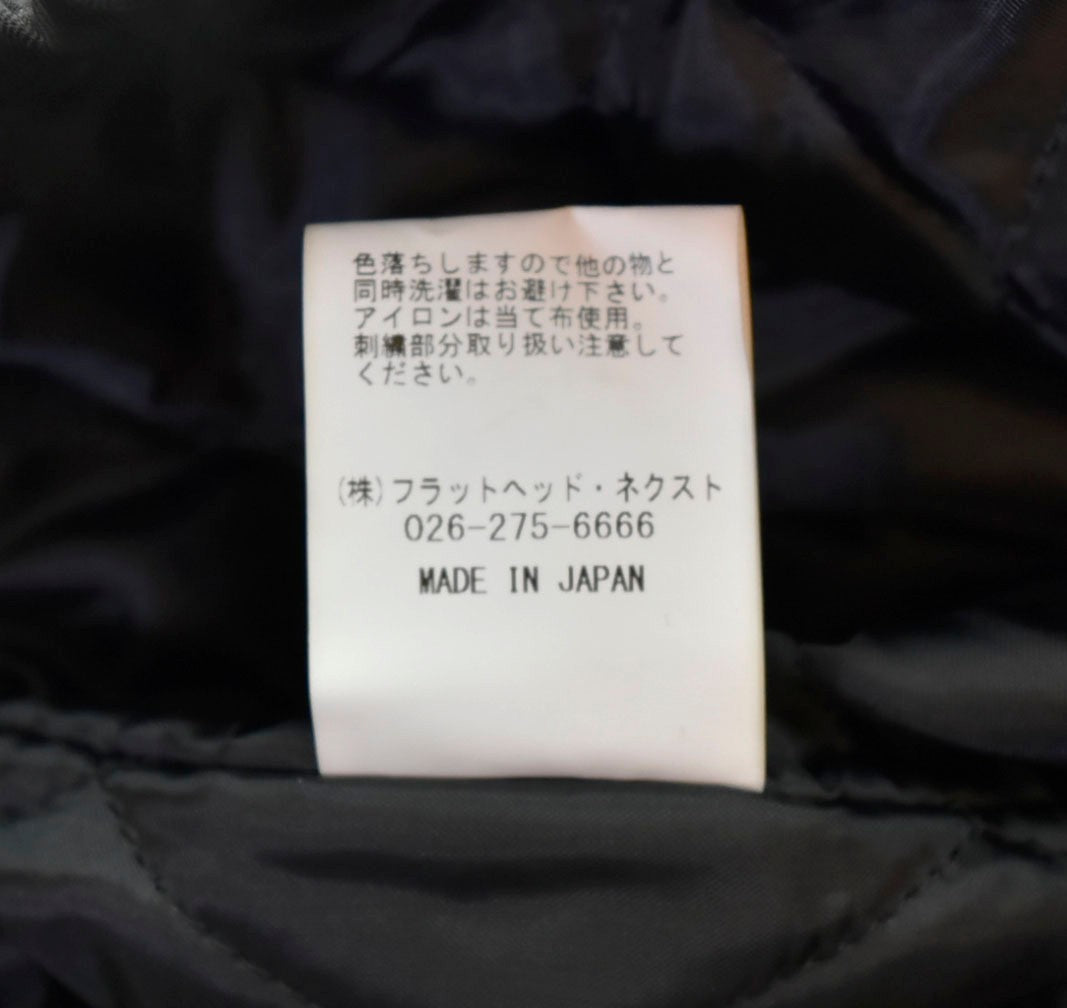 色落ちしますので他の物と
同時洗濯はお避け下さい。
アイロンは当て布使用。
刺繍部分取り扱い注意して
ください。
(株)フラットヘッド・ネクスト
026-275-6666
MADE IN JAPAN